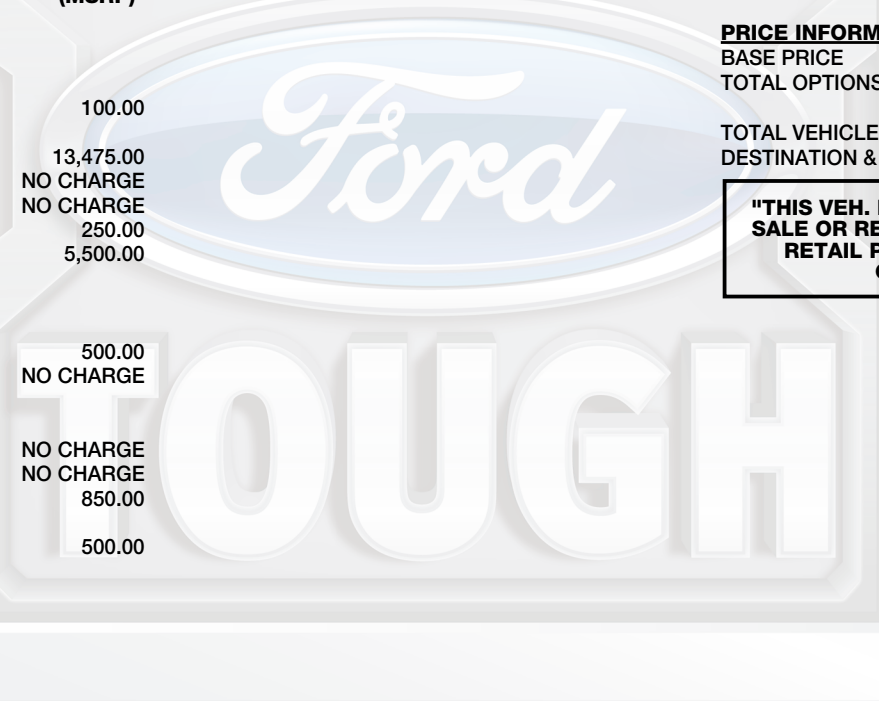 (MSRP)
100.00
13,475.00
NO CHARGE
NO CHARGE
250.00
5,500.00
500.00
NO CHARGE
NO CHARGE
NO CHARGE
850.00
500.00
PRICE INFORM
BASE PRICE
TOTAL OPTIONS
TOTAL VEHICLE
DESTINATION &
"THIS VEH.
SALE OR RE
RETAIL P
Ford
TOUGH